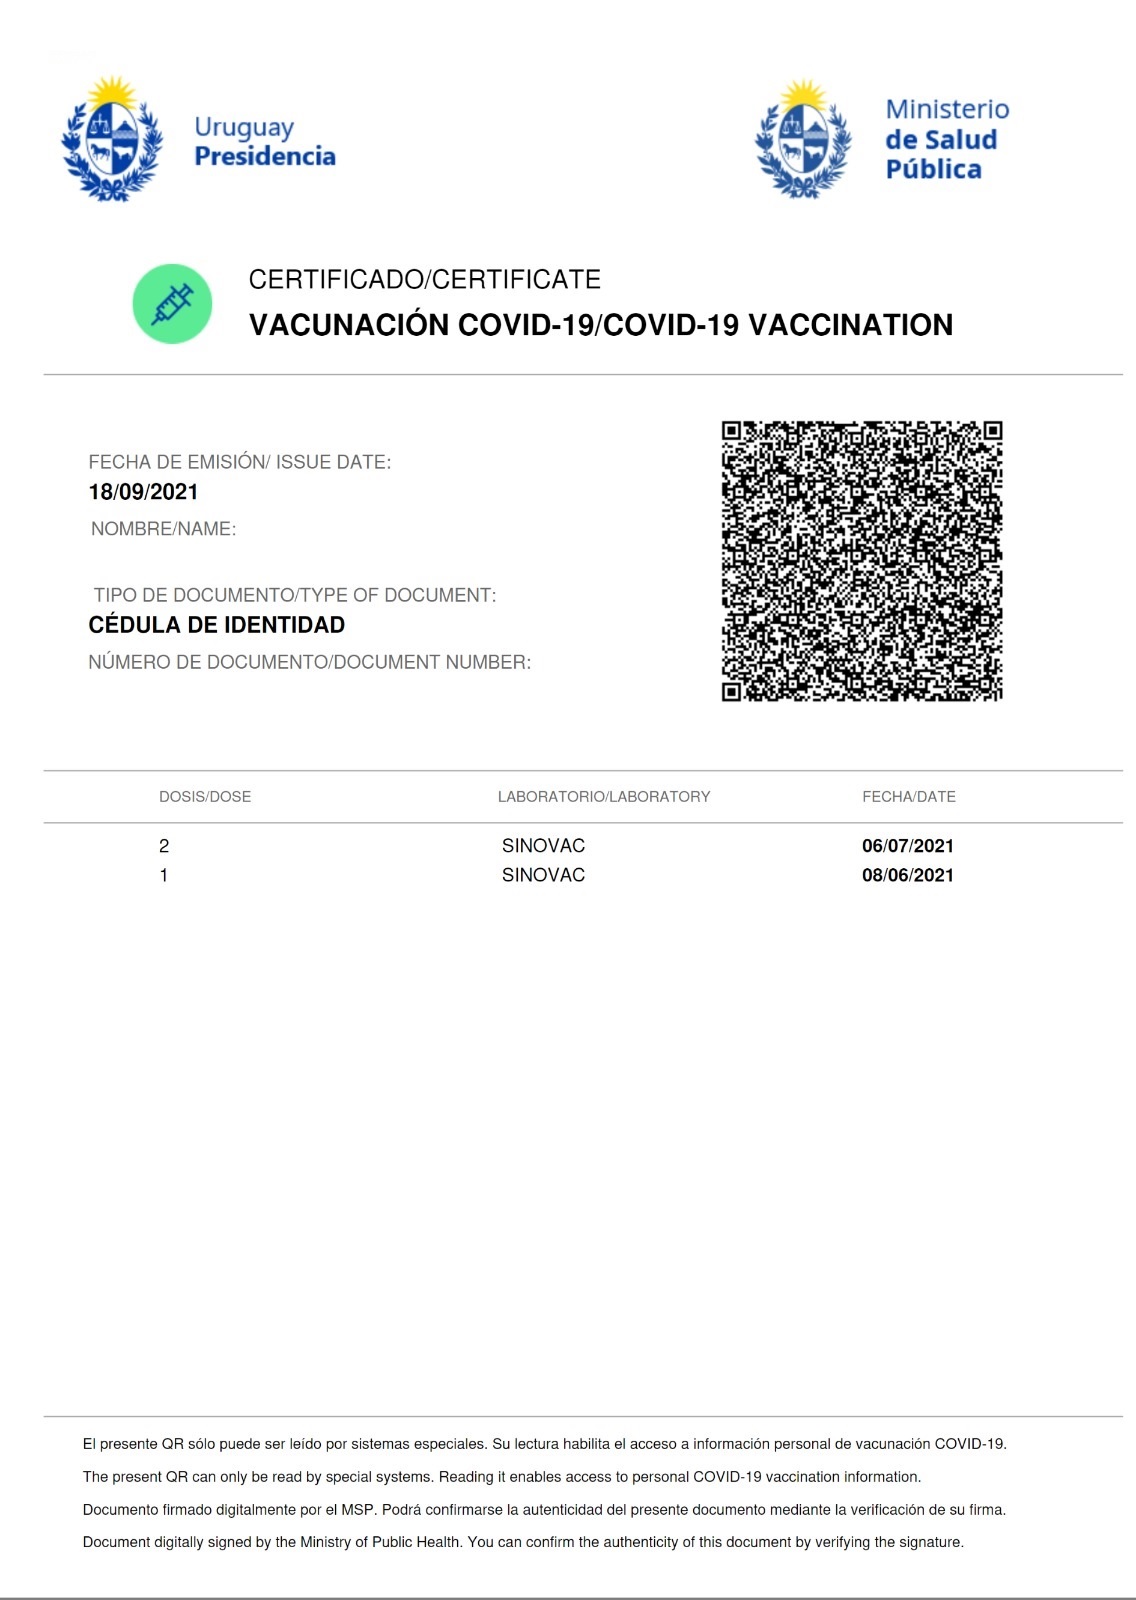 Uruguay
Presidencia
Ministerio
de Salud
Pública
CERTIFICADO/CERTIFICATE
VACUNACIÓN COVID-19/COVID-19 VACCINATION
FECHA DE EMISIÓN/ ISSUE DATE:
18/09/2021
NOMBRE/NAME:
TIPO DE DOCUMENTO/TYPE OF DOCUMENT:
CÉDULA DE IDENTIDAD
NÚMERO DE DOCUMENTO/DOCUMENT NUMBER:
DOSIS/DOSE LABORATORIO/LABORATORY FECHA/DATE
2 SINOVAC 06/07/2021
1 SINOVAC 08/06/2021
El presente QR sólo puede ser leído por sistemas especiales. Su lectura habilita el acceso a información personal de vacunación COVID-19.
The present QR can only be read by special systems. Reading it enables access to personal COVID-19 vaccination information.
Documento firmado digitalmente por el MSP. Podrá confirmarse la autenticidad del presente documento mediante la verificación de su firma.
Document digitally signed by the Ministry of Public Health. You can confirm the authenticity of this document by verifying the signature.